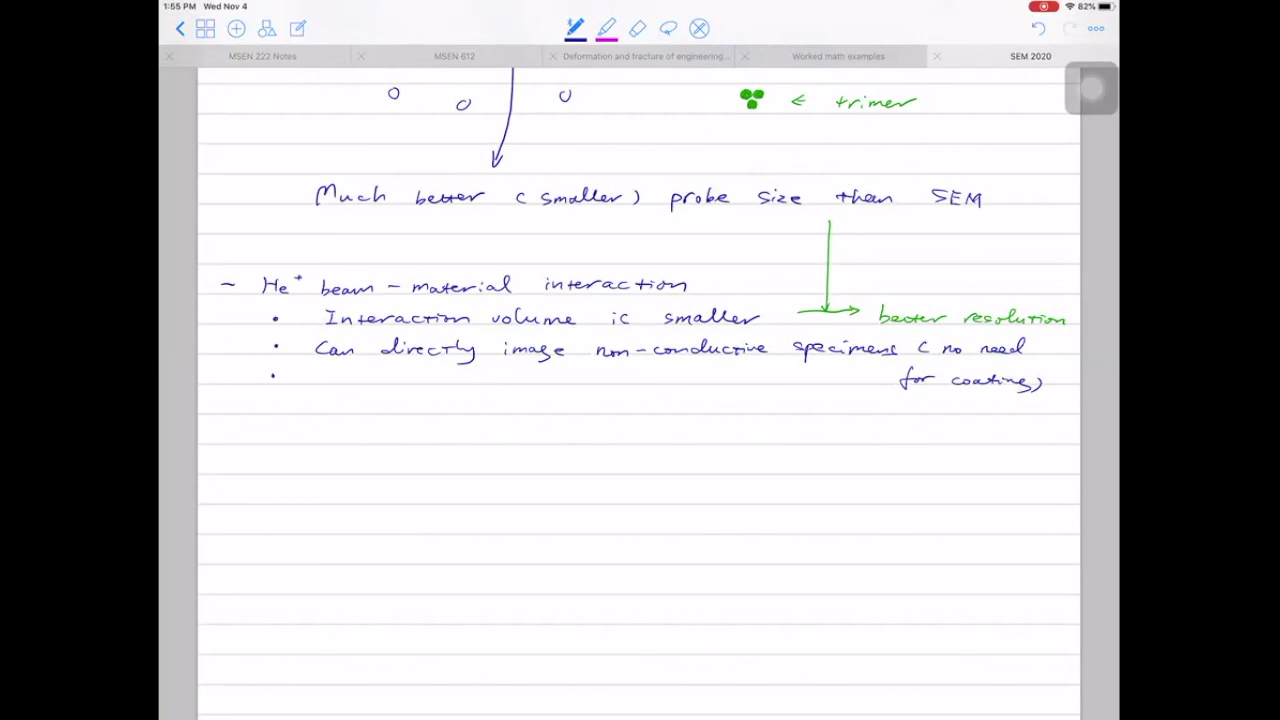 1:55 PM Wed Nov 4
82%
MSEN 222 Notes
MSEN 612
Deformation and fracture of engineering...
Worked math examples
SEM 2020
← trimer
Much better (smaller) probe size than SEM
~ He+ beam - material interaction
• Interaction volume is smaller → better resolution
• Can directly image non-conductive specimens (no need
for coating)
•